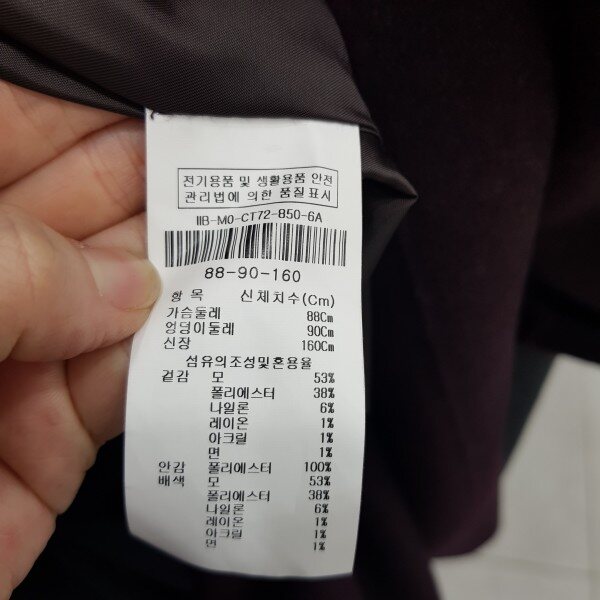 전기용품 및 생활용품 안전
관리법에 의한 품질표시
IIB-MO-CT72-850-6A
88-90-160
항 목 신체치수(Cm)
가슴둘레 88Cm
엉덩이둘레 90Cm
신장 160Cm
섬유의조성및혼용율
겉감 모 53%
폴리에스터 38%
나일론 6%
레이온 1%
아크릴 1%
면 1%
안감 폴리에스터 100%
배색 모 53%
폴리에스터 38%
나일론 6%
레이온 1%
아크릴 1%
면 1%